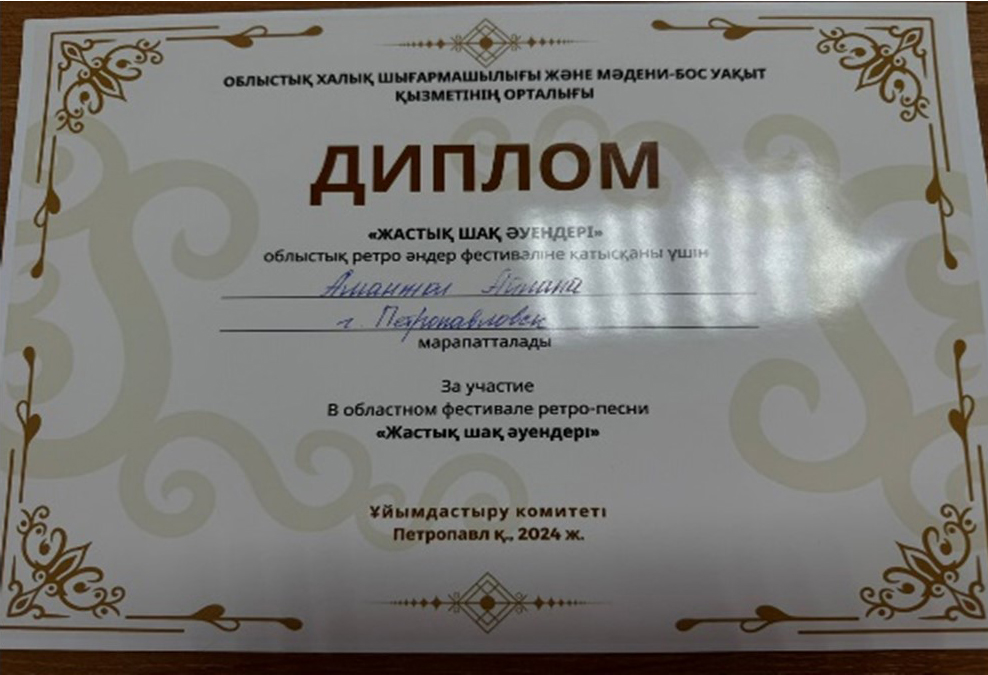 ОБЛЫСТЫҚ ХАЛЫҚ ШЫҒАРМАШЫЛЫҒЫ ЖӘНЕ МӘДЕНИ-БОС УАҚЫТ
ҚЫЗМЕТІНІҢ ОРТАЛЫҒЫ
ДИПЛОМ
«ЖАСТЫҚ ШАҚ ӘУЕНДЕРІ»
облыстық ретро әндер фестиваліне қатысқаны үшін
Аманжол
г. Петропавловск
марапатталады
За участие
В областном фестивале ретро-песни
«Жастық шақ әуендері»
Ұйымдастыру комитеті
Петропавл қ., 2024 ж.